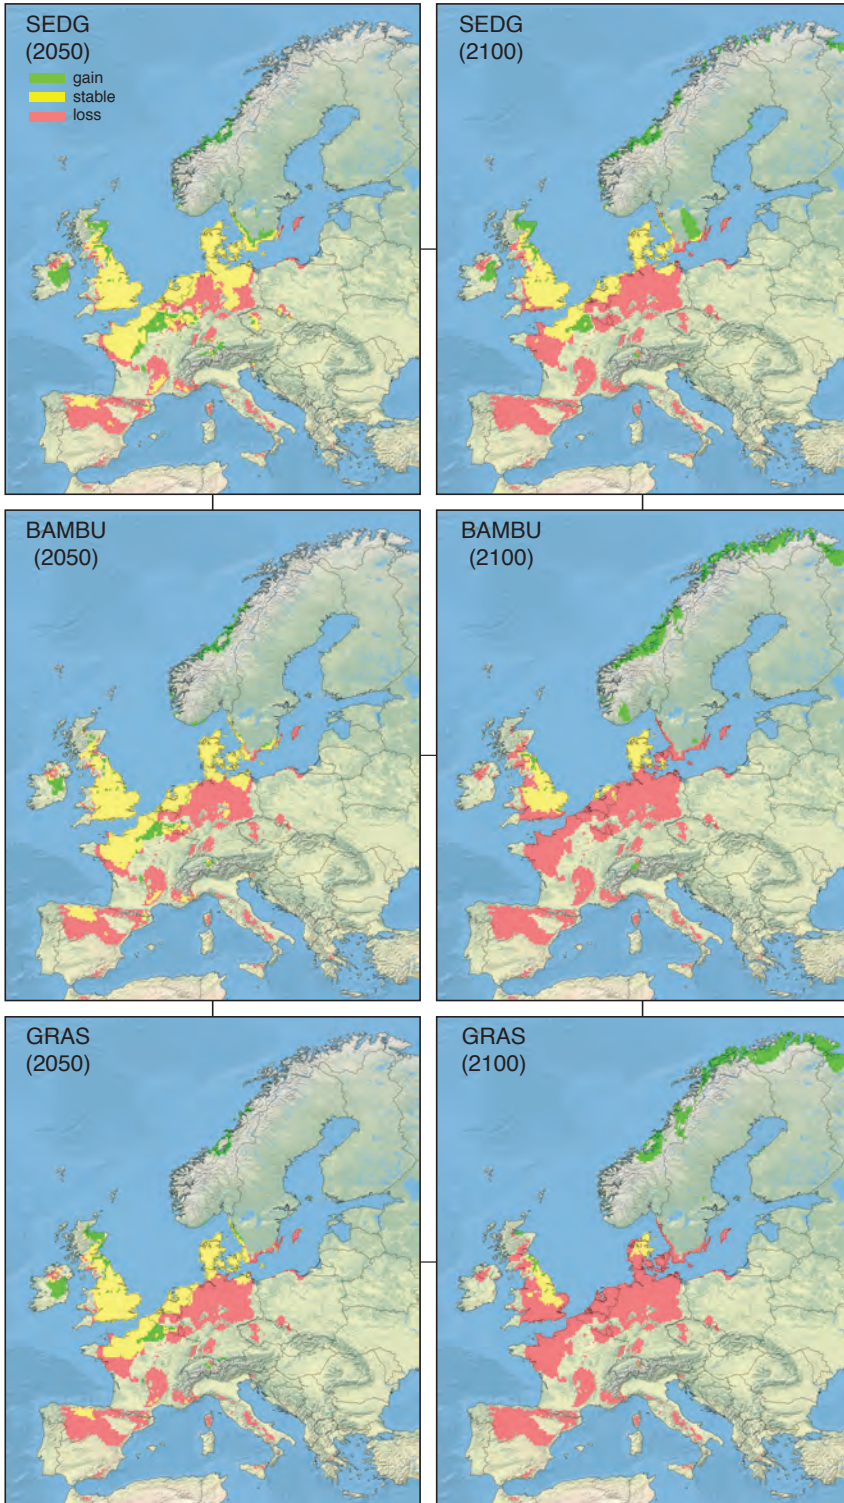 SEDG
(2050)
gain
stable
loss
SEDG
(2100)
BAMBU
(2050)
BAMBU
(2100)
GRAS
(2050)
GRAS
(2100)